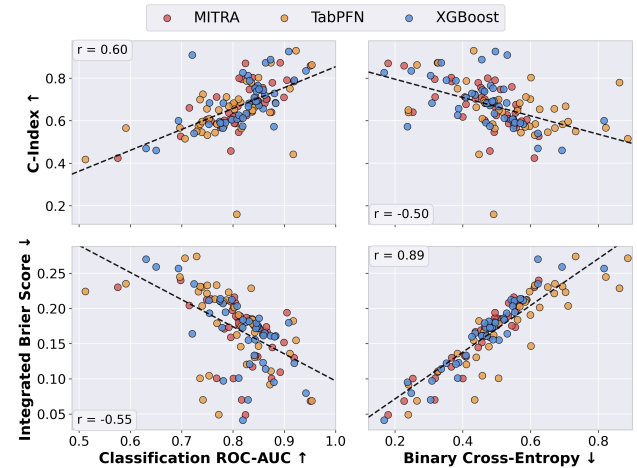 MITRA TabPFN XGBoost
r = 0.60
C-Index ↑
0.8
0.6
0.4
0.2
r = -0.50
Integrated Brier Score ↓
0.25
0.20
0.15
0.10
0.05
r = -0.55
r = 0.89
0.5 0.6 0.7 0.8 0.9 1.0
0.2 0.4 0.6 0.8
Classification ROC-AUC ↑
Binary Cross-Entropy ↓